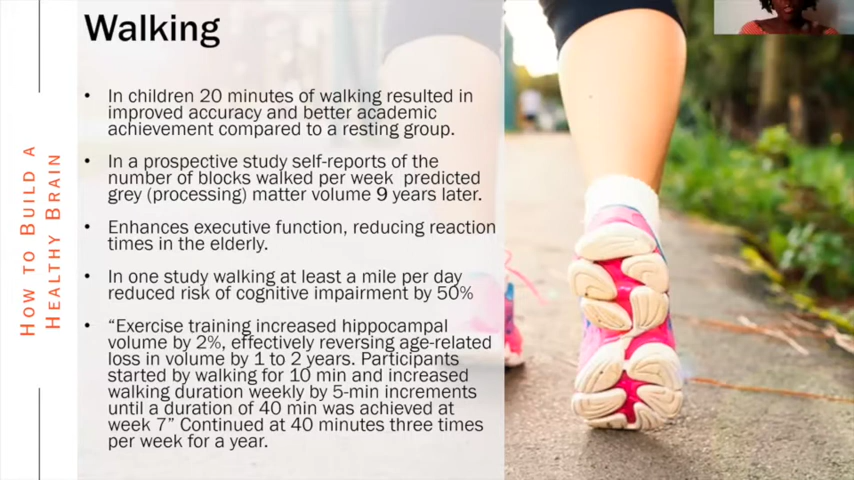 Walking
• In children 20 minutes of walking resulted in
improved accuracy and better academic
achievement compared to a resting group.
• In a prospective study self-reports of the
number of blocks walked per week predicted
grey (processing) matter volume 9 years later.
• Enhances executive function, reducing reaction
times in the elderly.
• In one study walking at least a mile per day
reduced risk of cognitive impairment by 50%
• “Exercise training increased hippocampal
volume by 2%, effectively reversing age-related
loss in volume by 1 to 2 years. Participants
started by walking for 10 min and increased
walking duration weekly by 5-min increments
until a duration of 40 min was achieved at
week 7” Continued at 40 minutes three times
per week for a year.
How to Build a
Healthy Brain